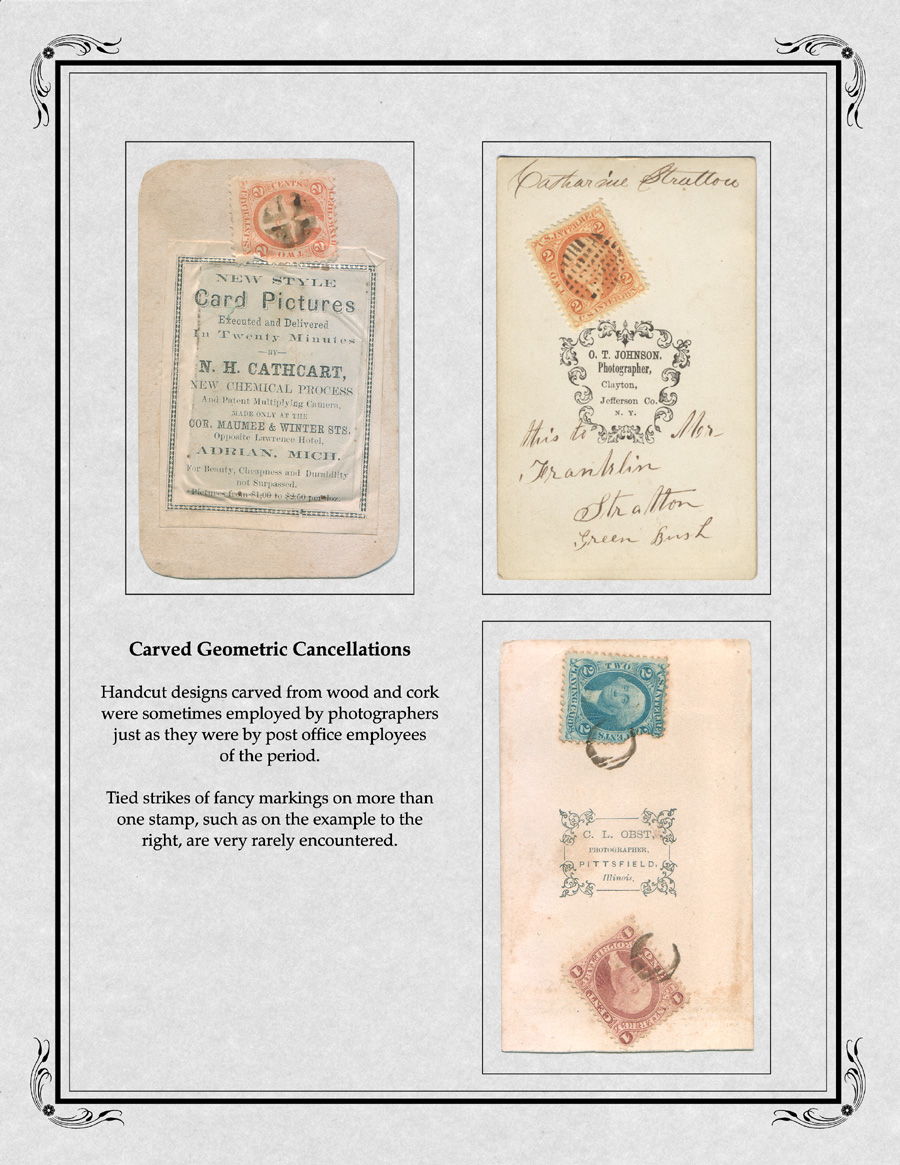 CENTS
TWO
NEW STYLE
Card Pictures
Executed and Delivered
In Twenty Minutes
—BY—
N. H. CATHCART,
NEW CHEMICAL PROCESS
And Patent Multiplying Camera,
MADE ONLY AT THE
COR. MAUMEE & WINTER STS.
Opposite Lawrence Hotel,
ADRIAN, MICH.
For Beauty, Cheapness and Durability
not Surpassed.
Pictures from $1,00 to $2,50 per doz.
Catharine Stratton
U.S. INTER. REV.
O. T. JOHNSON,
Photographer,
Clayton,
Jefferson Co.
N. Y.
this to Mr
Franklin
Stratton
Green Bush
Carved Geometric Cancellations
Handcut designs carved from wood and cork
were sometimes employed by photographers
just as they were by post office employees
of the period.
Tied strikes of fancy markings on more than
one stamp, such as on the example to the
right, are very rarely encountered.
TWO
CENTS
C. L. OBST,
PHOTOGRAPHER,
PITTSFIELD,
Illinois.